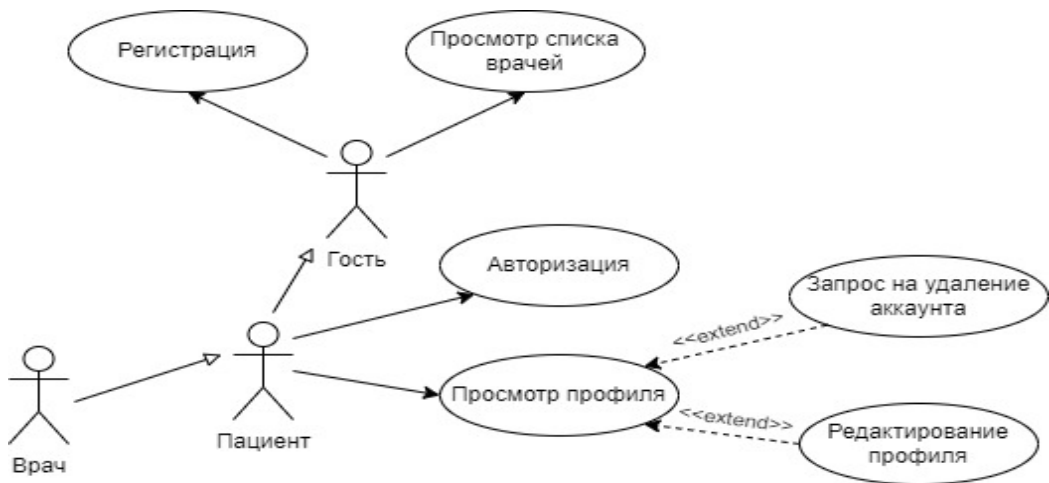 Регистрация
Просмотр списка
врачей
Гость
Авторизация
Запрос на удаление
аккаунта
<<extend>>
Просмотр профиля
<<extend>>
Редактирование
профиля
Пациент
Врач